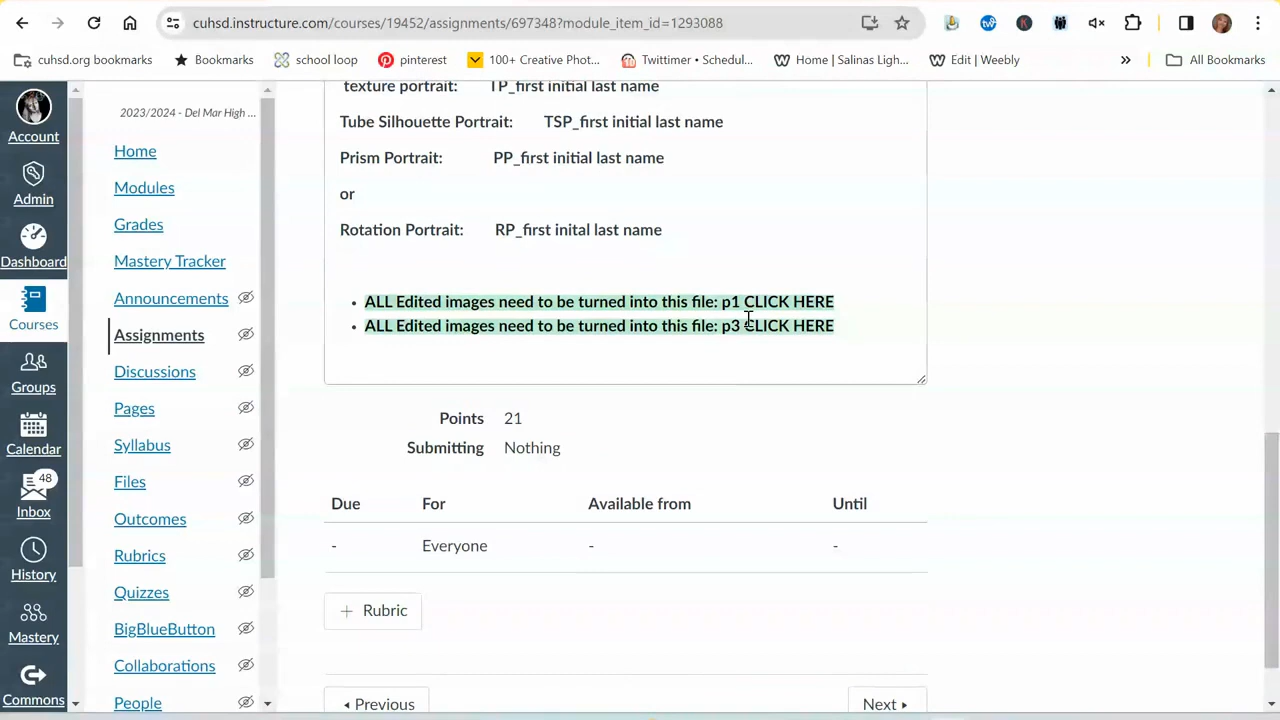 cuhsd.instructure.com/courses/19452/assignments/697348?module_item_id=1293088
cuhsd.org bookmarks
Bookmarks
school loop
pinterest
100+ Creative Phot...
Twittimer - Schedul...
Home | Salinas Ligh...
Edit | Weebly
»
All Bookmarks
Account
Admin
Dashboard
Courses
Groups
Calendar
48
Inbox
History
Mastery
Commons
2023/2024 - Del Mar High ...
Home
Modules
Grades
Mastery Tracker
Announcements
Assignments
Discussions
Pages
Syllabus
Files
Outcomes
Rubrics
Quizzes
BigBlueButton
Collaborations
People
texture portrait: TP_first initial last name
Tube Silhouette Portrait: TSP_first initial last name
Prism Portrait: PP_first initial last name
or
Rotation Portrait: RP_first inital last name
• ALL Edited images need to be turned into this file: p1 CLICK HERE
• ALL Edited images need to be turned into this file: p3 CLICK HERE
Points 21
Submitting Nothing
Due For Available from Until
- Everyone - -
+ Rubric
◂ Previous
Next ▸